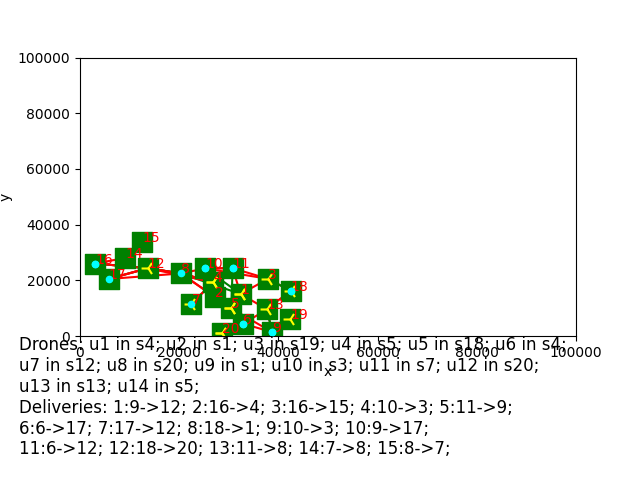 100000
80000
60000
40000
20000
0
y
0 20000 40000 60000 80000 100000
x
Drones: u1 in s4; u2 in s1; u3 in s19; u4 in s5; u5 in s18; u6 in s4;
u7 in s12; u8 in s20; u9 in s1; u10 in s3; u11 in s7; u12 in s20;
u13 in s13; u14 in s5;
Deliveries: 1:9->12; 2:16->4; 3:16->15; 4:10->3; 5:11->9;
6:6->17; 7:17->12; 8:18->1; 9:10->3; 10:9->17;
11:6->12; 12:18->20; 13:11->8; 14:7->8; 15:8->7;